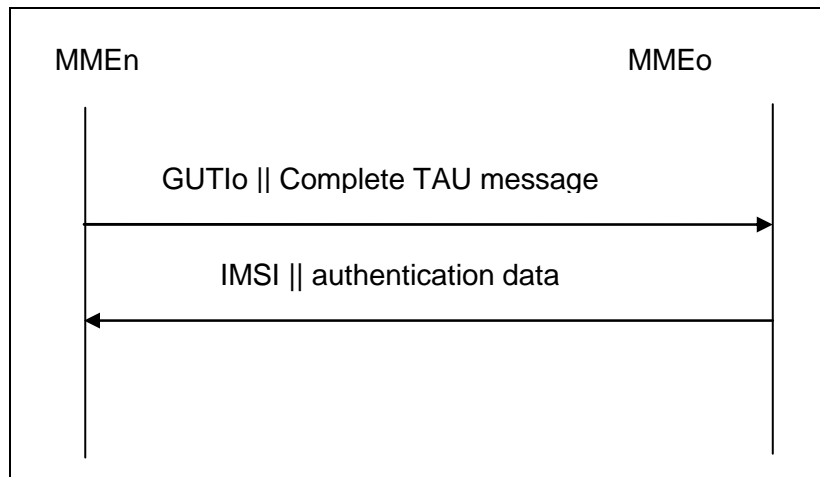 MMEn
MMEo
GUTIo || Complete TAU message
IMSI || authentication data